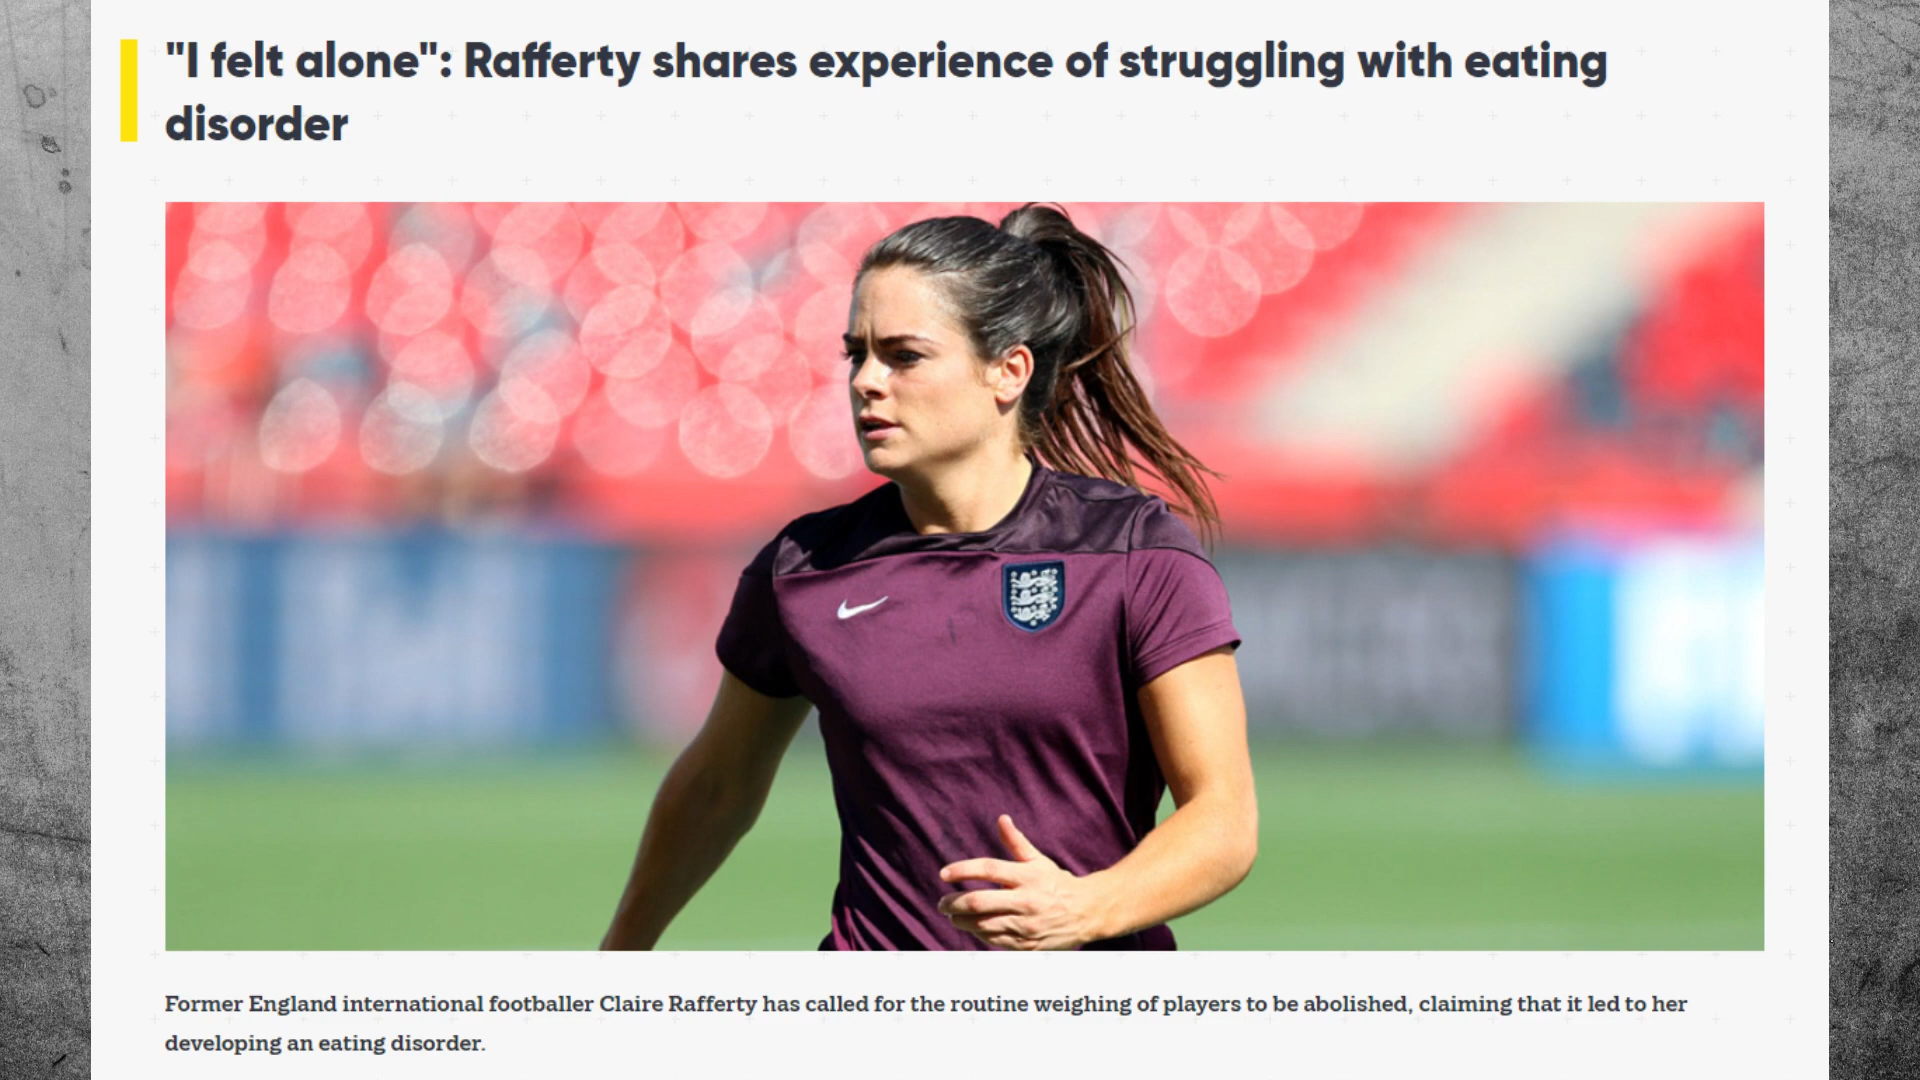 "I felt alone": Rafferty shares experience of struggling with eating
disorder
Former England international footballer Claire Rafferty has called for the routine weighing of players to be abolished, claiming that it led to her
developing an eating disorder.